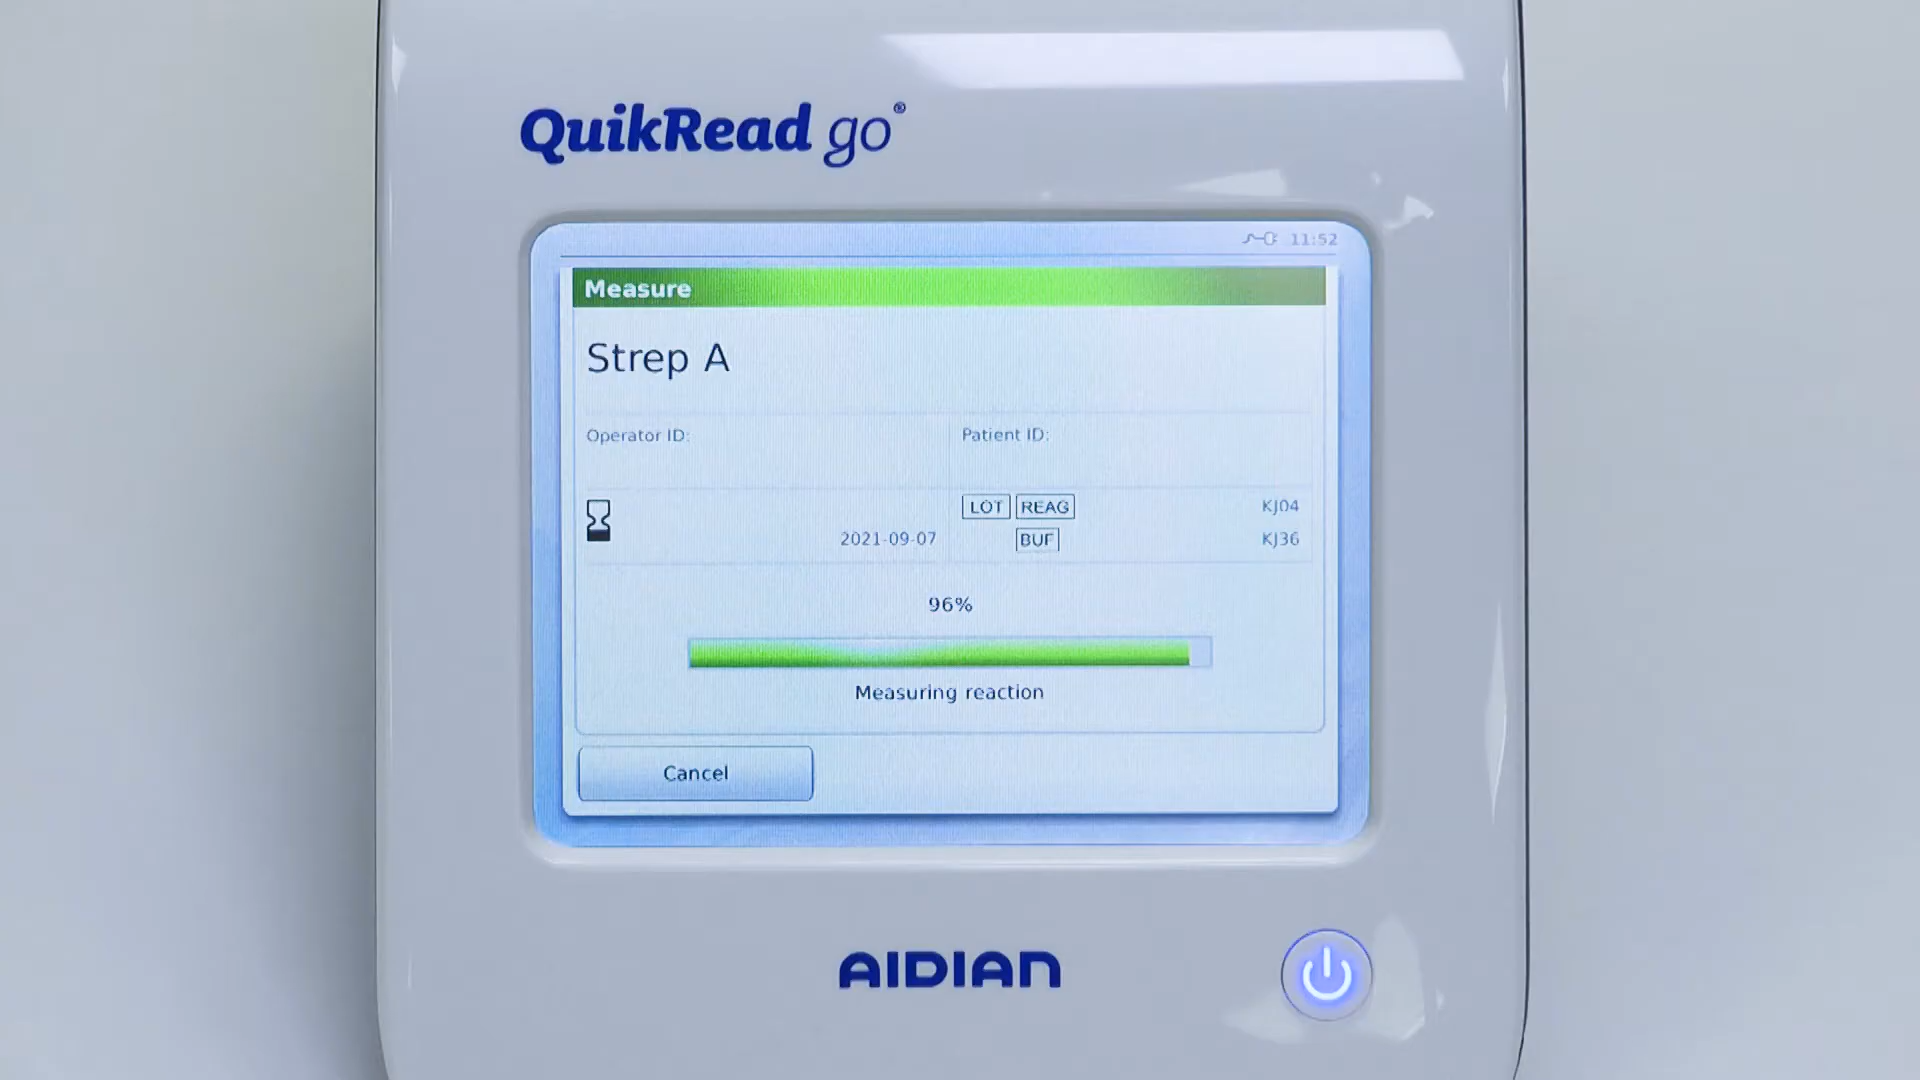 QuikRead go®
11:52
Measure
Strep A
Operator ID:
Patient ID:
LOT REAG KJ04
2021-09-07
BUF KJ36
96%
Measuring reaction
Cancel
AIDIAN